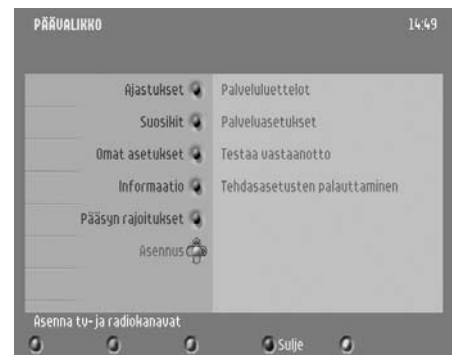 PÄÄVALIKKO 14:49
Ajastukset Palveluluettelot
Suosikit Palveluasetukset
Omat asetukset Testaa vastaanotto
Informaatio Tehdasasetusten palauttaminen
Pääsyn rajoitukset
Asennus
Asenna tv- ja radiokanavat
Sulje